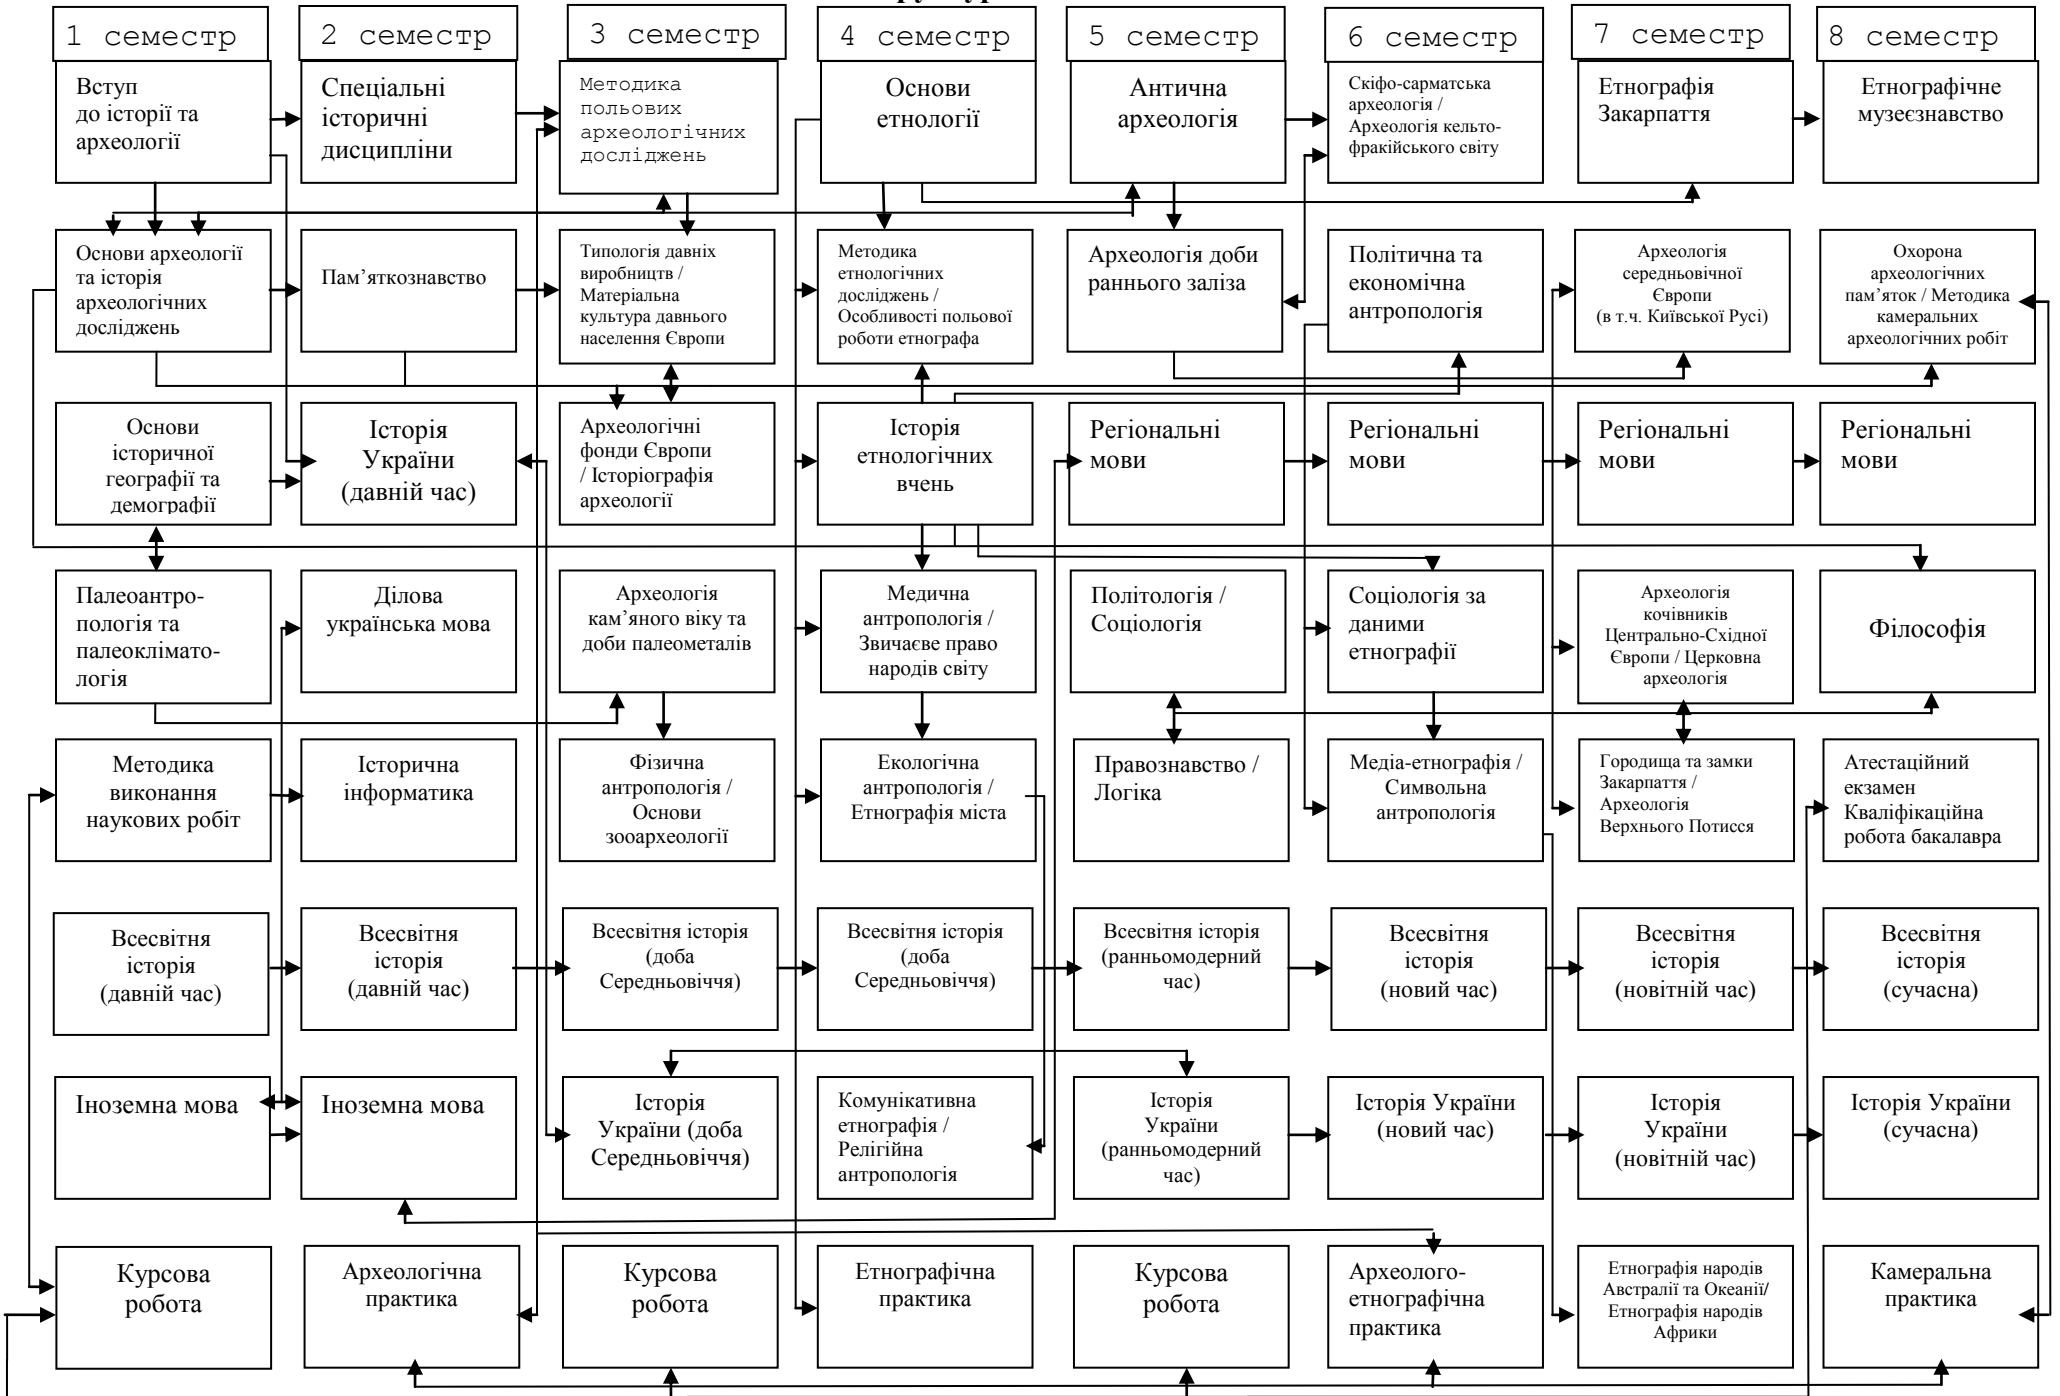 1 семестр
2 семестр
3 семестр
4 семестр
5 семестр
6 семестр
7 семестр
8 семестр
Вступ
до історії та
археології
Спеціальні
історичні
дисципліни
Методика
польових
археологічних
досліджень
Основи
етнології
Антична
археологія
Скіфо-сарматська
археологія /
Археологія кельто-
фракійського світу
Етнографія
Закарпаття
Етнографічне
музеєзнавство
Основи археології
та історія
археологічних
досліджень
Пам’яткознавство
Типологія давніх
виробництв /
Матеріальна
культура давнього
населення Європи
Методика
етнологічних
досліджень /
Особливості польової
роботи етнографа
Археологія доби
раннього заліза
Політична та
економічна
антропологія
Археологія
середньовічної
Європи
(в т.ч. Київської Русі)
Охорона
археологічних
пам’яток / Методика
камеральних
археологічних робіт
Основи
історичної
географії та
демографії
Історія
України
(давній час)
Археологічні
фонди Європи
/ Історіографія
археології
Історія
етнологічних
вчень
Регіональні
мови
Регіональні
мови
Регіональні
мови
Регіональні
мови
Палеоантро-
пологія та
палеоклімато-
логія
Ділова
українська мова
Археологія
кам’яного віку та
доби палеометалів
Медична
антропологія /
Звичаєве право
народів світу
Політологія /
Соціологія
Соціологія за
даними
етнографії
Археологія
кочівників
Центрально-Східної
Європи / Церковна
археологія
Філософія
Методика
виконання
наукових робіт
Історична
інформатика
Фізична
антропологія /
Основи
зооархеології
Екологічна
антропологія /
Етнографія міста
Правознавство /
Логіка
Медіа-етнографія /
Символьна
антропологія
Городища та замки
Закарпаття /
Археологія
Верхнього Потисся
Атестаційний
екзамен
Кваліфікаційна
робота бакалавра
Всесвітня
історія
(давній час)
Всесвітня
історія
(давній час)
Всесвітня історія
(доба
Середньовіччя)
Всесвітня історія
(доба
Середньовіччя)
Всесвітня історія
(ранньомодерний
час)
Всесвітня
історія
(новий час)
Всесвітня
історія
(новітній час)
Всесвітня
історія
(сучасна)
Іноземна мова
Іноземна мова
Історія
України (доба
Середньовіччя)
Комунікативна
етнографія /
Релігійна
антропологія
Історія
України
(ранньомодерний
час)
Історія України
(новий час)
Історія
України
(новітній час)
Історія України
(сучасна)
Курсова
робота
Археологічна
практика
Курсова
робота
Етнографічна
практика
Курсова
робота
Археолого-
етнографічна
практика
Етнографія народів
Австралії та Океанії/
Етнографія народів
Африки
Камеральна
практика